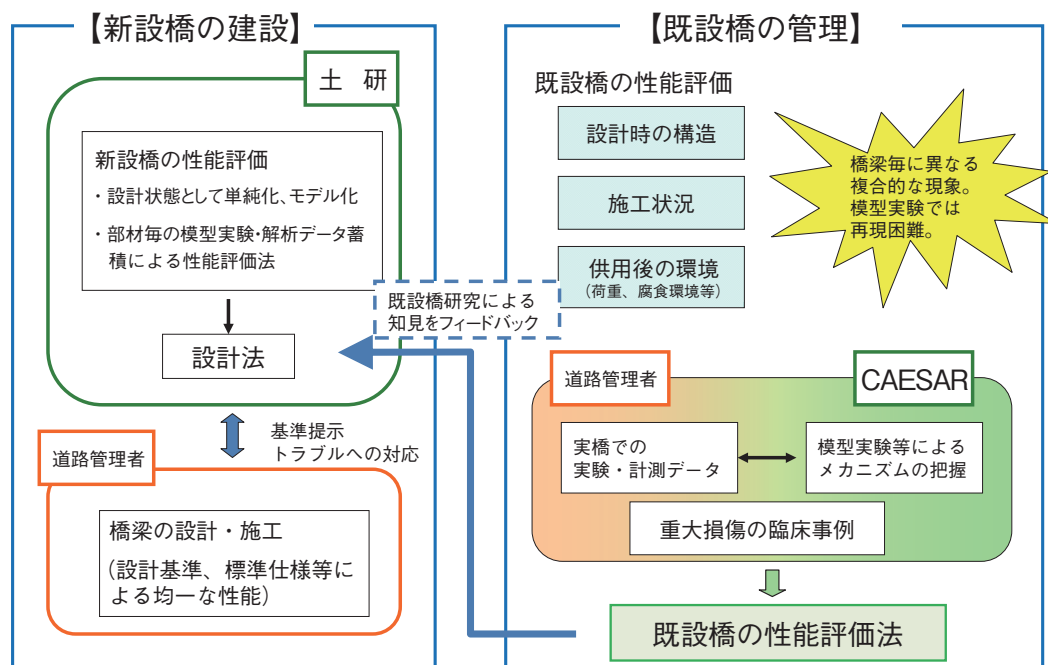 【新設橋の建設】
土 研
新設橋の性能評価
・設計状態として単純化、モデル化
・部材毎の模型実験・解析データ蓄
積による性能評価法
設計法
基準提示
トラブルへの対応
道路管理者
橋梁の設計・施工
(設計基準、標準仕様等に
よる均一な性能)
既設橋研究による
知見をフィードバック
【既設橋の管理】
既設橋の性能評価
設計時の構造
施工状況
供用後の環境
(荷重、腐食環境等)
橋梁毎に異なる
複合的な現象。
模型実験では
再現困難。
道路管理者
CAESAR
実橋での
実験・計測データ
模型実験等による
メカニズムの把握
重大損傷の臨床事例
既設橋の性能評価法